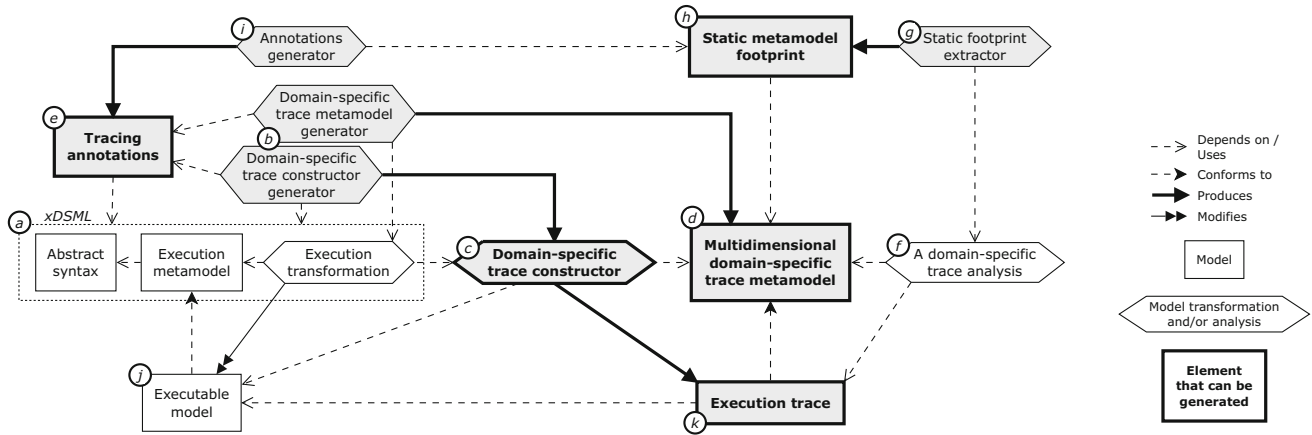 i
Annotations
generator
h
Static metamodel
footprint
g
Static footprint
extractor
e
Tracing
annotations
Domain-specific
trace metamodel
generator
b
Domain-specific
trace constructor
generator
Depends on /
Uses
Conforms to
Produces
Modifies
a
xDSML
Abstract
syntax
Execution
metamodel
Execution
transformation
c
Domain-specific
trace constructor
d
Multidimensional
domain-specific
trace metamodel
f
A domain-specific
trace analysis
Model
Model transformation
and/or analysis
j
Executable
model
Execution trace
k
Element
that can be
generated